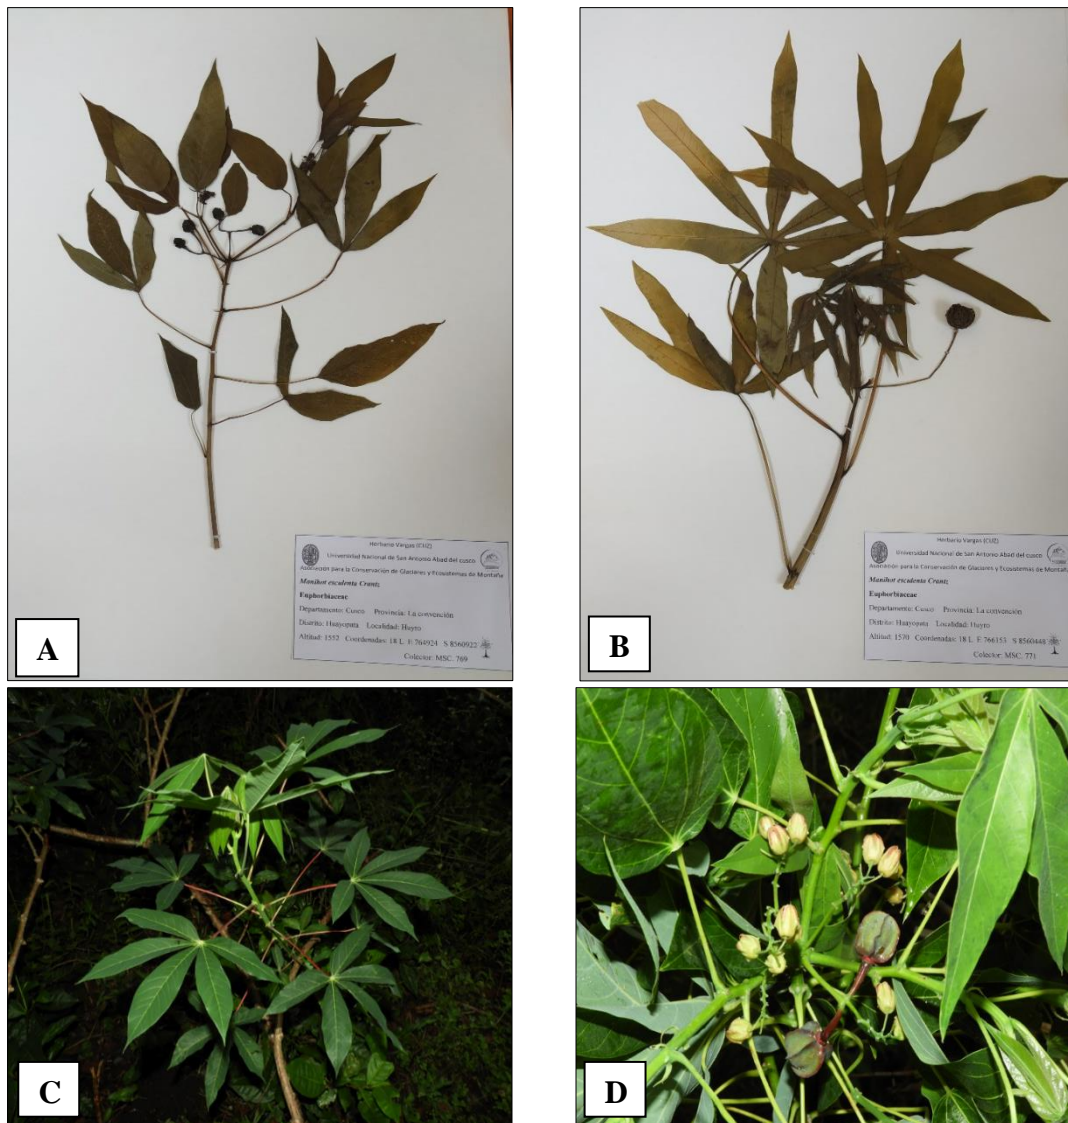 Herbario Vargas (CUZ)
Universidad Nacional de San Antonio Abad del cusco
Asociación para la Conservación de Glaciares y Ecosistemas de Montaña
Manihot esculenta Crantz
Euphorbiaceae
Departamento: Cusco Provincia: La convención
Distrito: Huayopata Localidad: Huyro
Altitud: 1552 Coordenadas: 18 L E 764924 S 8560922
Colector: MSC. 769
A
Herbario Vargas (CUZ)
Universidad Nacional de San Antonio Abad del cusco
Asociación para la Conservación de Glaciares y Ecosistemas de Montaña
Manihot esculenta Crantz
Euphorbiaceae
Departamento: Cusco Provincia: La convención
Distrito: Huayopata Localidad: Huyro
Altitud: 1570 Coordenadas: 18 L E 766153 S 8560448
Colector: MSC. 771
B
C
D